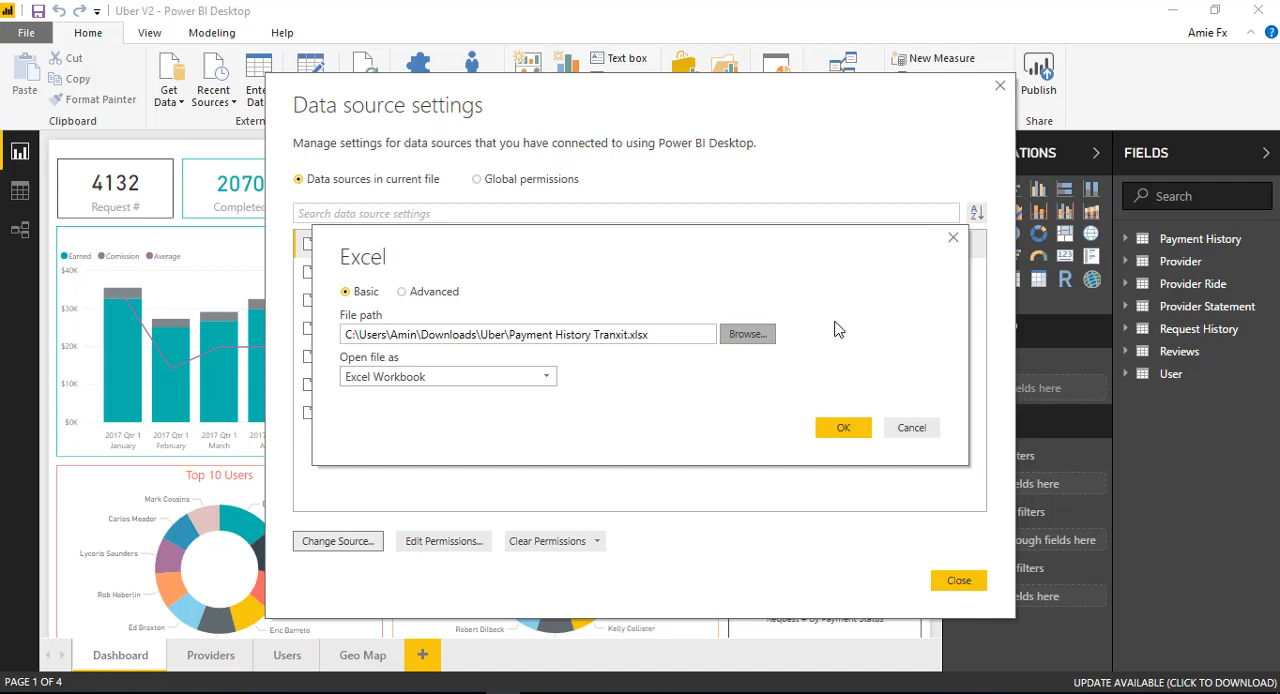 Uber V2 - Power BI Desktop
File
Home
View
Modeling
Help
Amie Fx
?
Paste
Cut
Copy
Format Painter
Clipboard
Get
Data
Recent
Sources
Text box
New Measure
Publish
Share
Data source settings
Manage settings for data sources that you have connected to using Power BI Desktop.
Data sources in current file
Global permissions
Search data source settings
Excel
Basic
Advanced
File path
C:\Users\Amin\Downloads\Uber\Payment History Tranxit.xlsx
Browse...
Open file as
Excel Workbook
OK
Cancel
Change Source...
Edit Permissions...
Clear Permissions
Close
4132
Request #
2070
Earned
Comission
Average
$40K
$30K
$20K
$10K
$0K
2017 Qtr 1
January
2017 Qtr 1
February
2017 Qtr 1
March
Top 10 Users
Mark Cousins
Carlos Meador
Lycoris Saunders
Rob Haberlin
Ed Braxton
Eric Barreto
Robert Dilbeck
Kelly Collister
Request # by Payment Status
FIELDS
Search
Payment History
Provider
Provider Ride
Provider Statement
Request History
Reviews
User
123
R
Dashboard
Providers
Users
Geo Map
+
PAGE 1 OF 4
UPDATE AVAILABLE (CLICK TO DOWNLOAD)